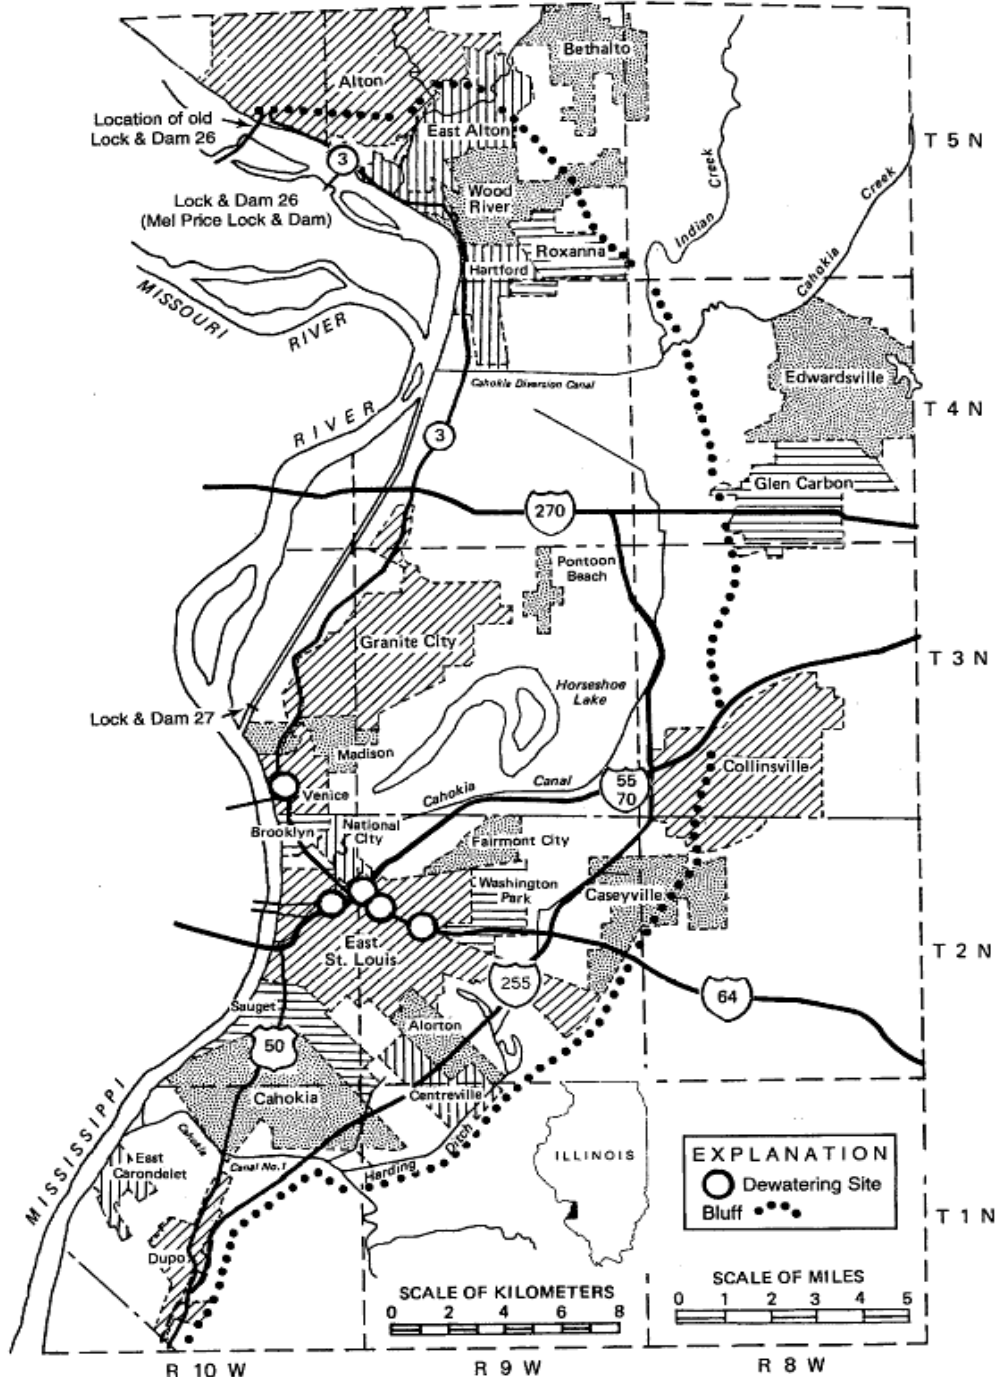 Bethalto
Alton
Location of old
Lock & Dam 26
East Alton
T 5 N
3
Creek
Creek
Wood
River
Lock & Dam 26
(Mel Price Lock & Dam)
Indian
Roxanna
Hartford
Cahokia
MISSOURI
RIVER
Edwardsville
Cahokia Diversion Canal
RIVER
T 4 N
3
Glen Carbon
270
Pontoon
Beach
Granite City
T 3 N
Horseshoe
Lake
Lock & Dam 27
Madison
Collinsville
55
70
Canal
Cahokia
Venice
Brooklyn
National
City
Fairmont City
Washington
Park
Caseyville
East
St. Louis
T 2 N
255
64
Sauget
Alorton
50
Cahokia
Centreville
MISSISSIPPI
Cahokia
Canal No.1
Ditch
Harding
East
Carondelet
ILLINOIS
EXPLANATION
Dewatering Site
Bluff
T 1 N
Dupo
SCALE OF KILOMETERS
0 2 4 6 8
SCALE OF MILES
0 1 2 3 4 5
R 10 W
R 9 W
R 8 W